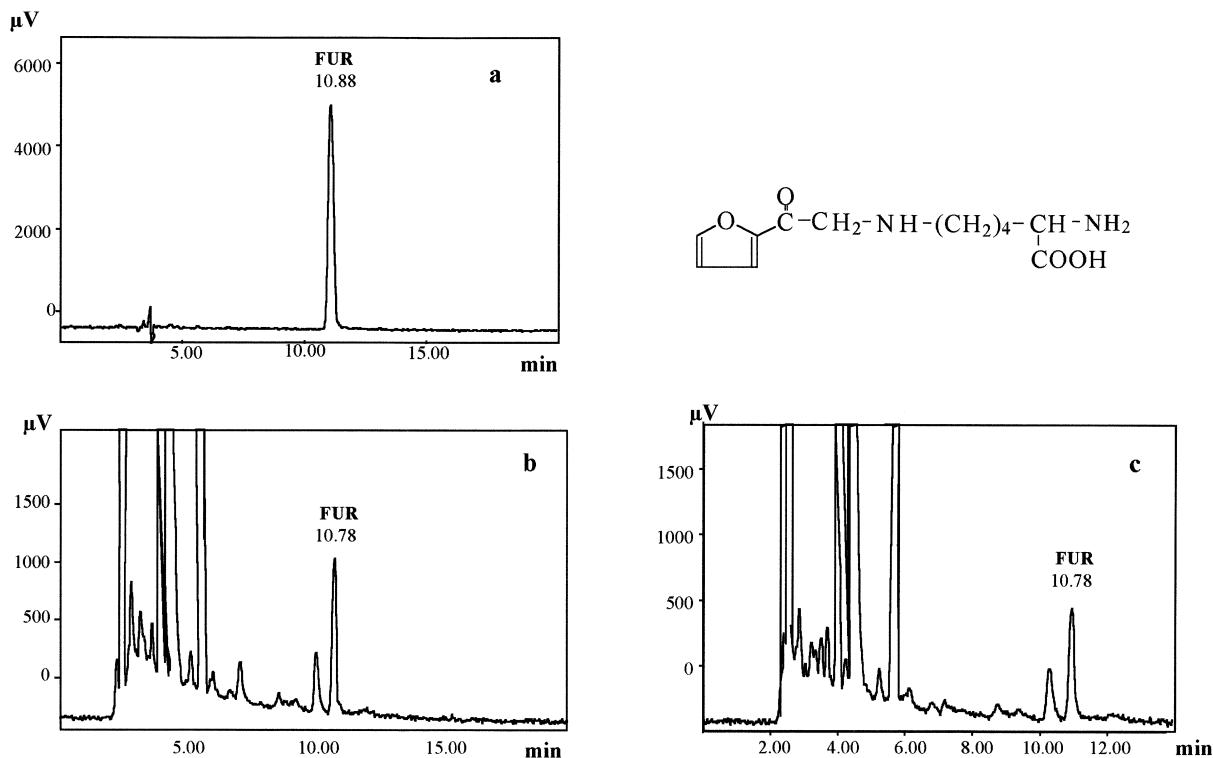 µV
6000
4000
2000
0
FUR
10.88
a
5.00 10.00 15.00
min
O
O C-CH₂-NH-(CH₂)₄-CH-NH₂
COOH
µV
1500
1000
500
0
FUR
10.78
b
5.00 10.00 15.00
min
µV
1500
1000
500
0
FUR
10.78
c
2.00 4.00 6.00 8.00 10.00 12.00
min